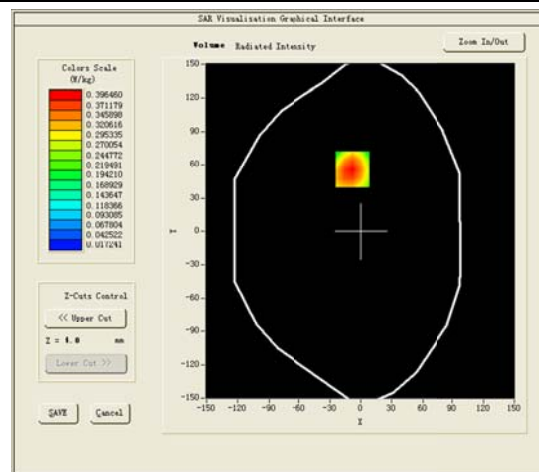 SAR Visualisation Graphical Interface
Volume Radiated Intensity
Zoom In/Out
Colors Scale
(W/kg)
0.396460
0.371179
0.345898
0.320616
0.295335
0.270054
0.244772
0.219491
0.194210
0.168929
0.143647
0.118366
0.093085
0.067804
0.042522
0.017241
150
120
90
60
30
0
-30
-60
-90
-120
-150
Y
-150 -120 -90 -60 -30 0 30 60 90 120 150
X
Z-Cuts Control
<< Upper Cut
Z = 4.0 mm
Lower Cut >>
SAVE Cancel